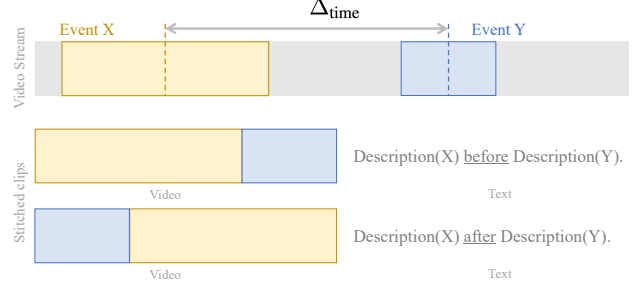 Δtime
Event X
Event Y
Video Stream
Description(X) before Description(Y).
Video
Text
Stitched clips
Description(X) after Description(Y).
Video
Text